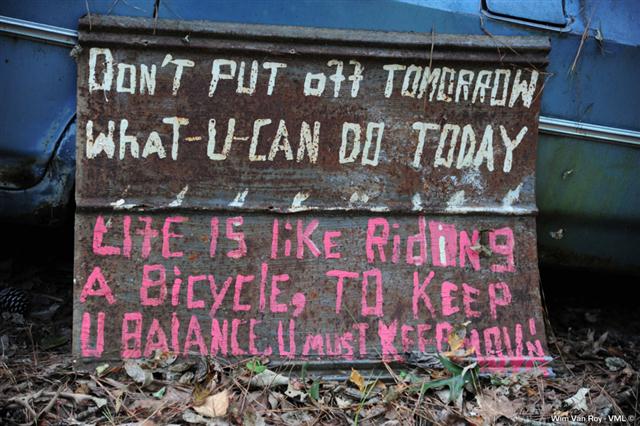 DON'T PUT OFF TOMORROW
WHAT-U-CAN DO TODAY
LIFE IS LIKE RIDING
A BICYCLE, TO KEEP
U BALANCE, U MUST KEEP MOVN'
Wim Van Roy - VML ©